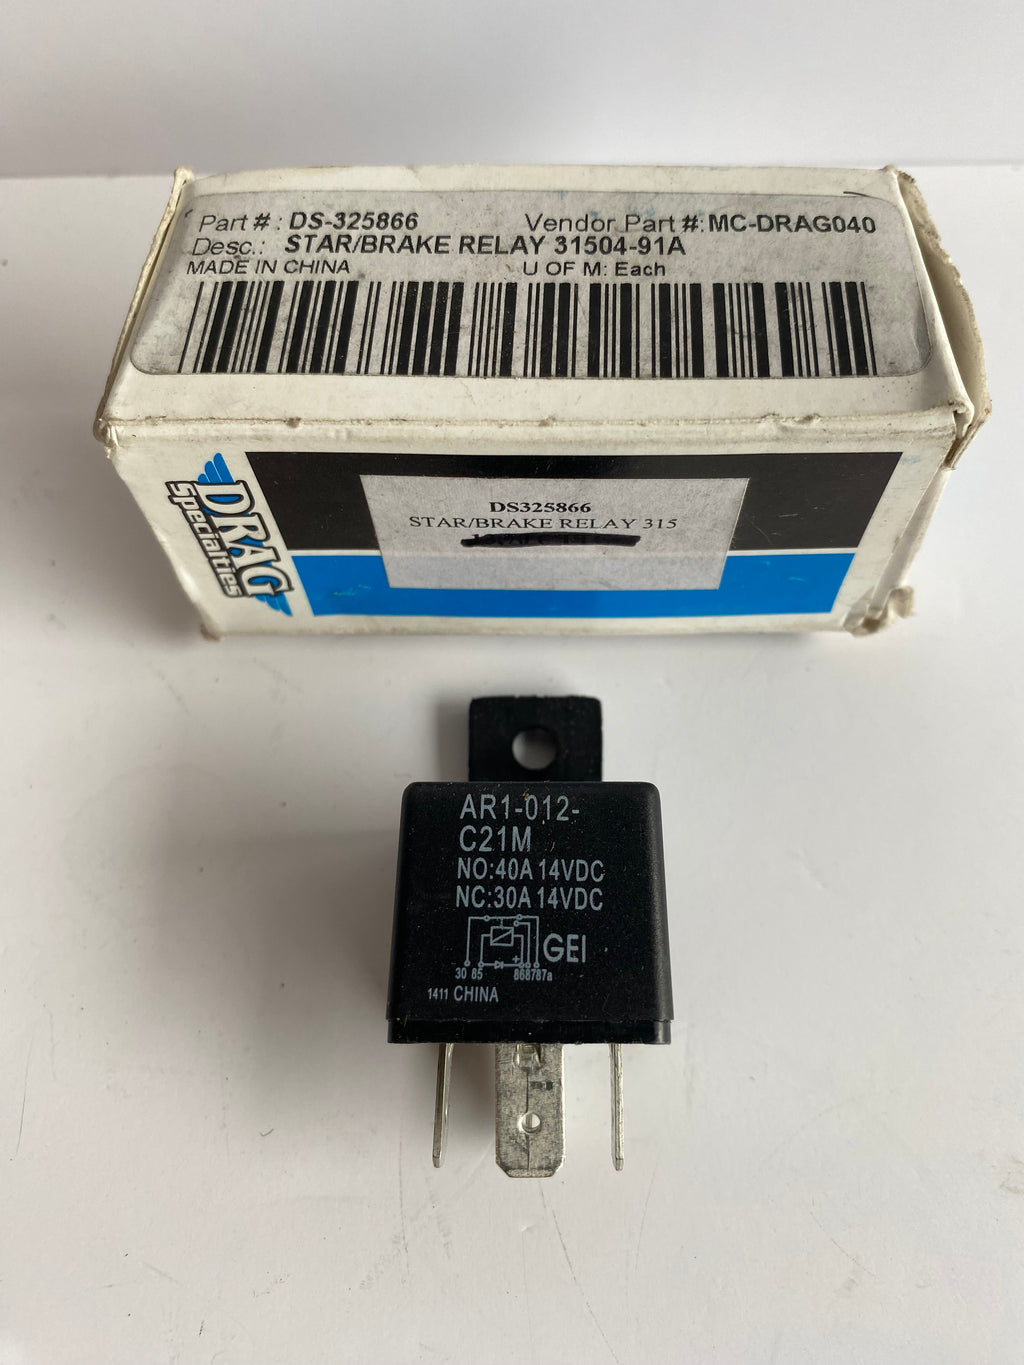 Part # : DS-325866 Vendor Part #: MC-DRAG040
Desc.: STAR/BRAKE RELAY 31504-91A
MADE IN CHINA U OF M: Each
DRAG
Specialties
DS325866
STAR/BRAKE RELAY 315
AR1-012-
C21M
NO:40A 14VDC
NC:30A 14VDC
GEI
30 85 868787a
1411 CHINA